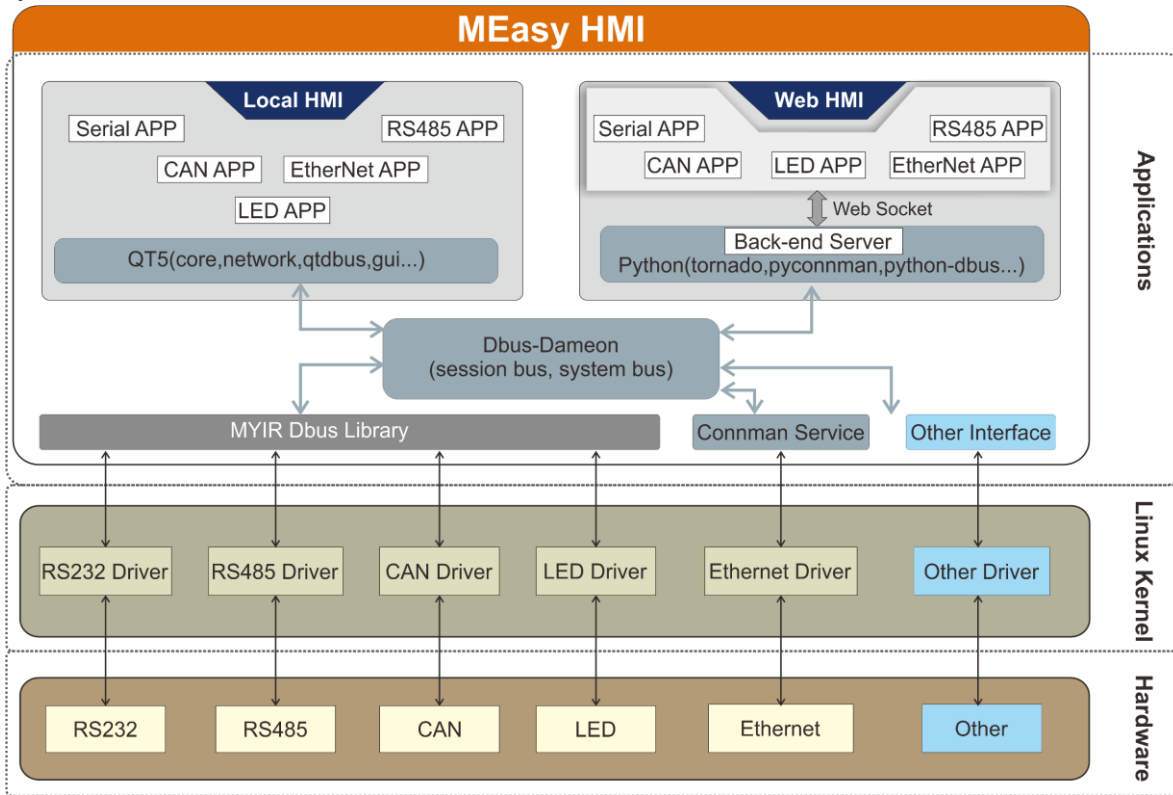 MEasy HMI
Local HMI
Serial APP
RS485 APP
CAN APP
EtherNet APP
LED APP
QT5(core,network,qtdbus,gui...)
Web HMI
Serial APP
RS485 APP
CAN APP
LED APP
EtherNet APP
Web Socket
Back-end Server
Python(tornado,pyconnman,python-dbus...)
Dbus-Dameon
(session bus, system bus)
MYIR Dbus Library
Connman Service
Other Interface
Applications
RS232 Driver
RS485 Driver
CAN Driver
LED Driver
Ethernet Driver
Other Driver
Linux Kernel
RS232
RS485
CAN
LED
Ethernet
Other
Hardware